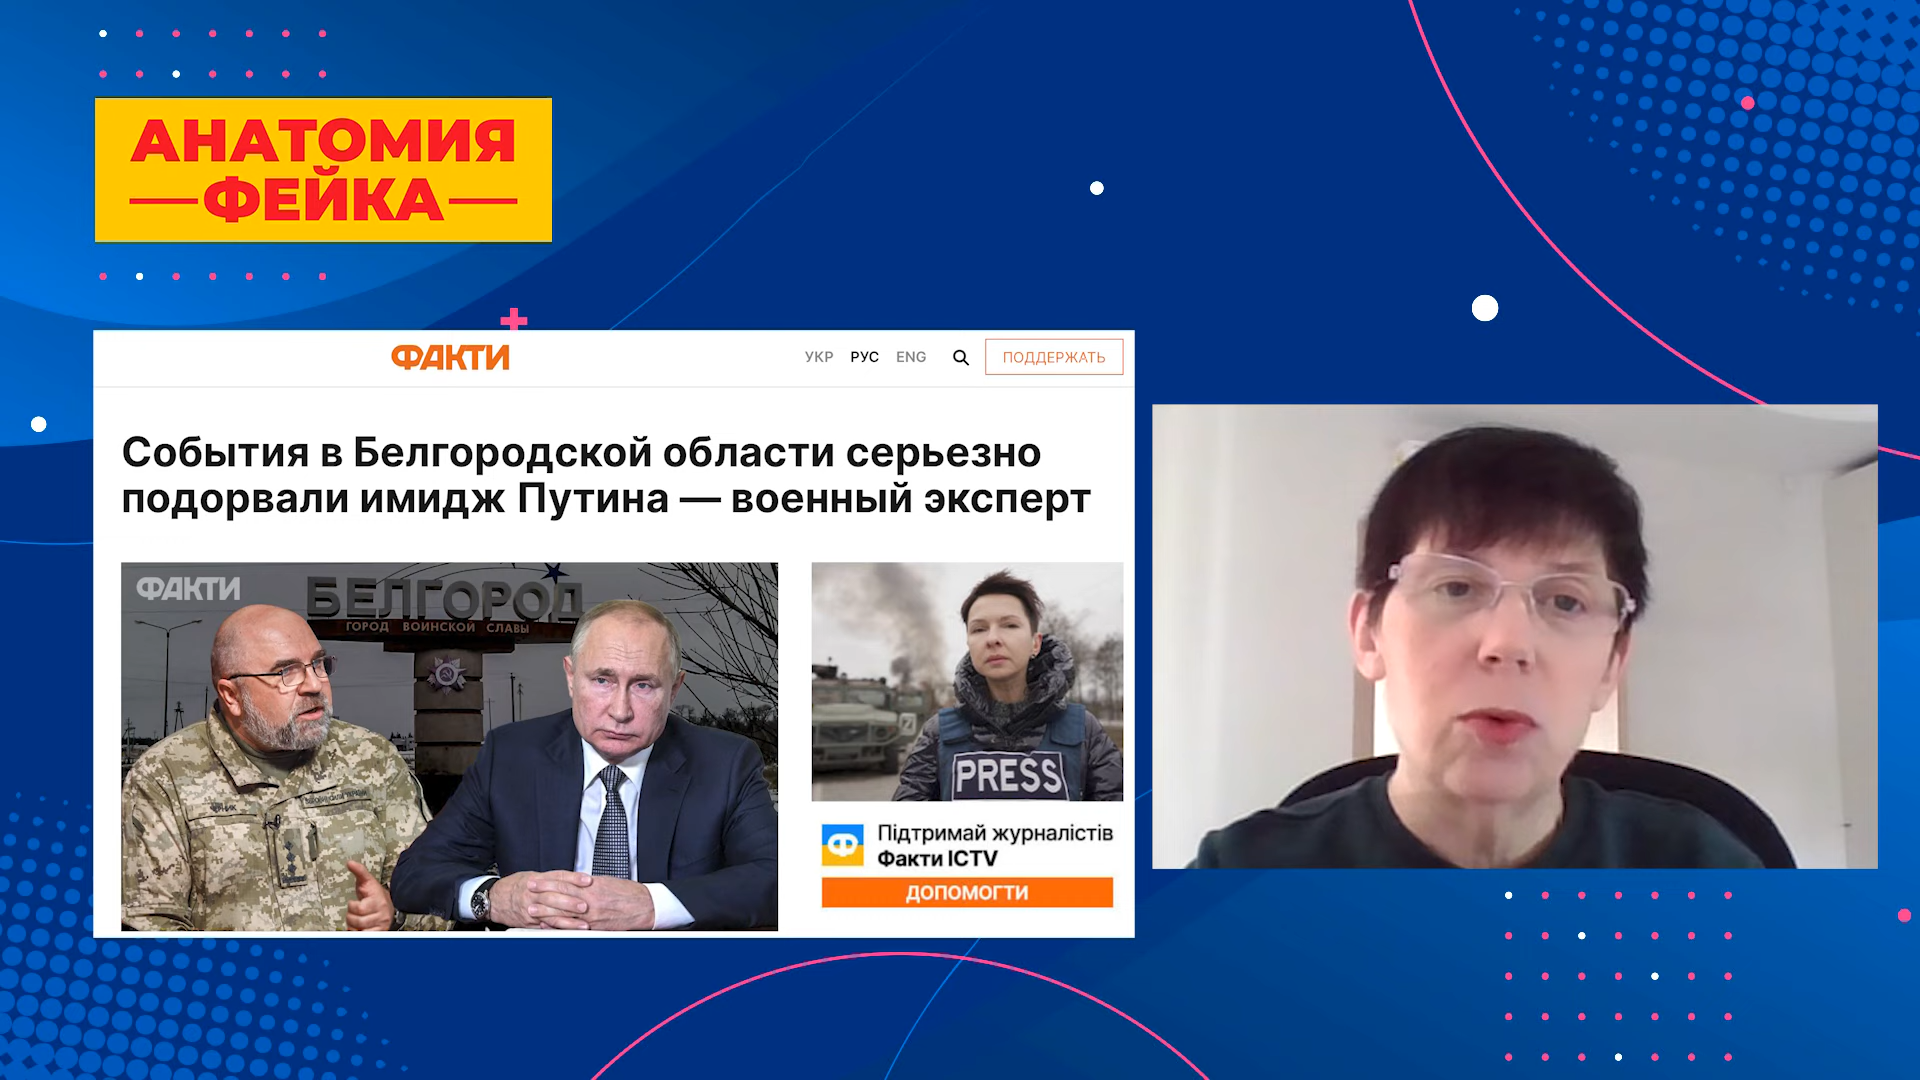 АНАТОМИЯ
ФЕЙКА
ФАКТИ
УКР РУС ENG
ПОДДЕРЖАТЬ
События в Белгородской области серьезно
подорвали имидж Путина — военный эксперт
ФАКТИ
БЕЛГОРОД
ГОРОД ВОИНСКОЙ СЛАВЫ
PRESS
Підтримай журналістів
Факти ICTV
ДОПОМОГТИ